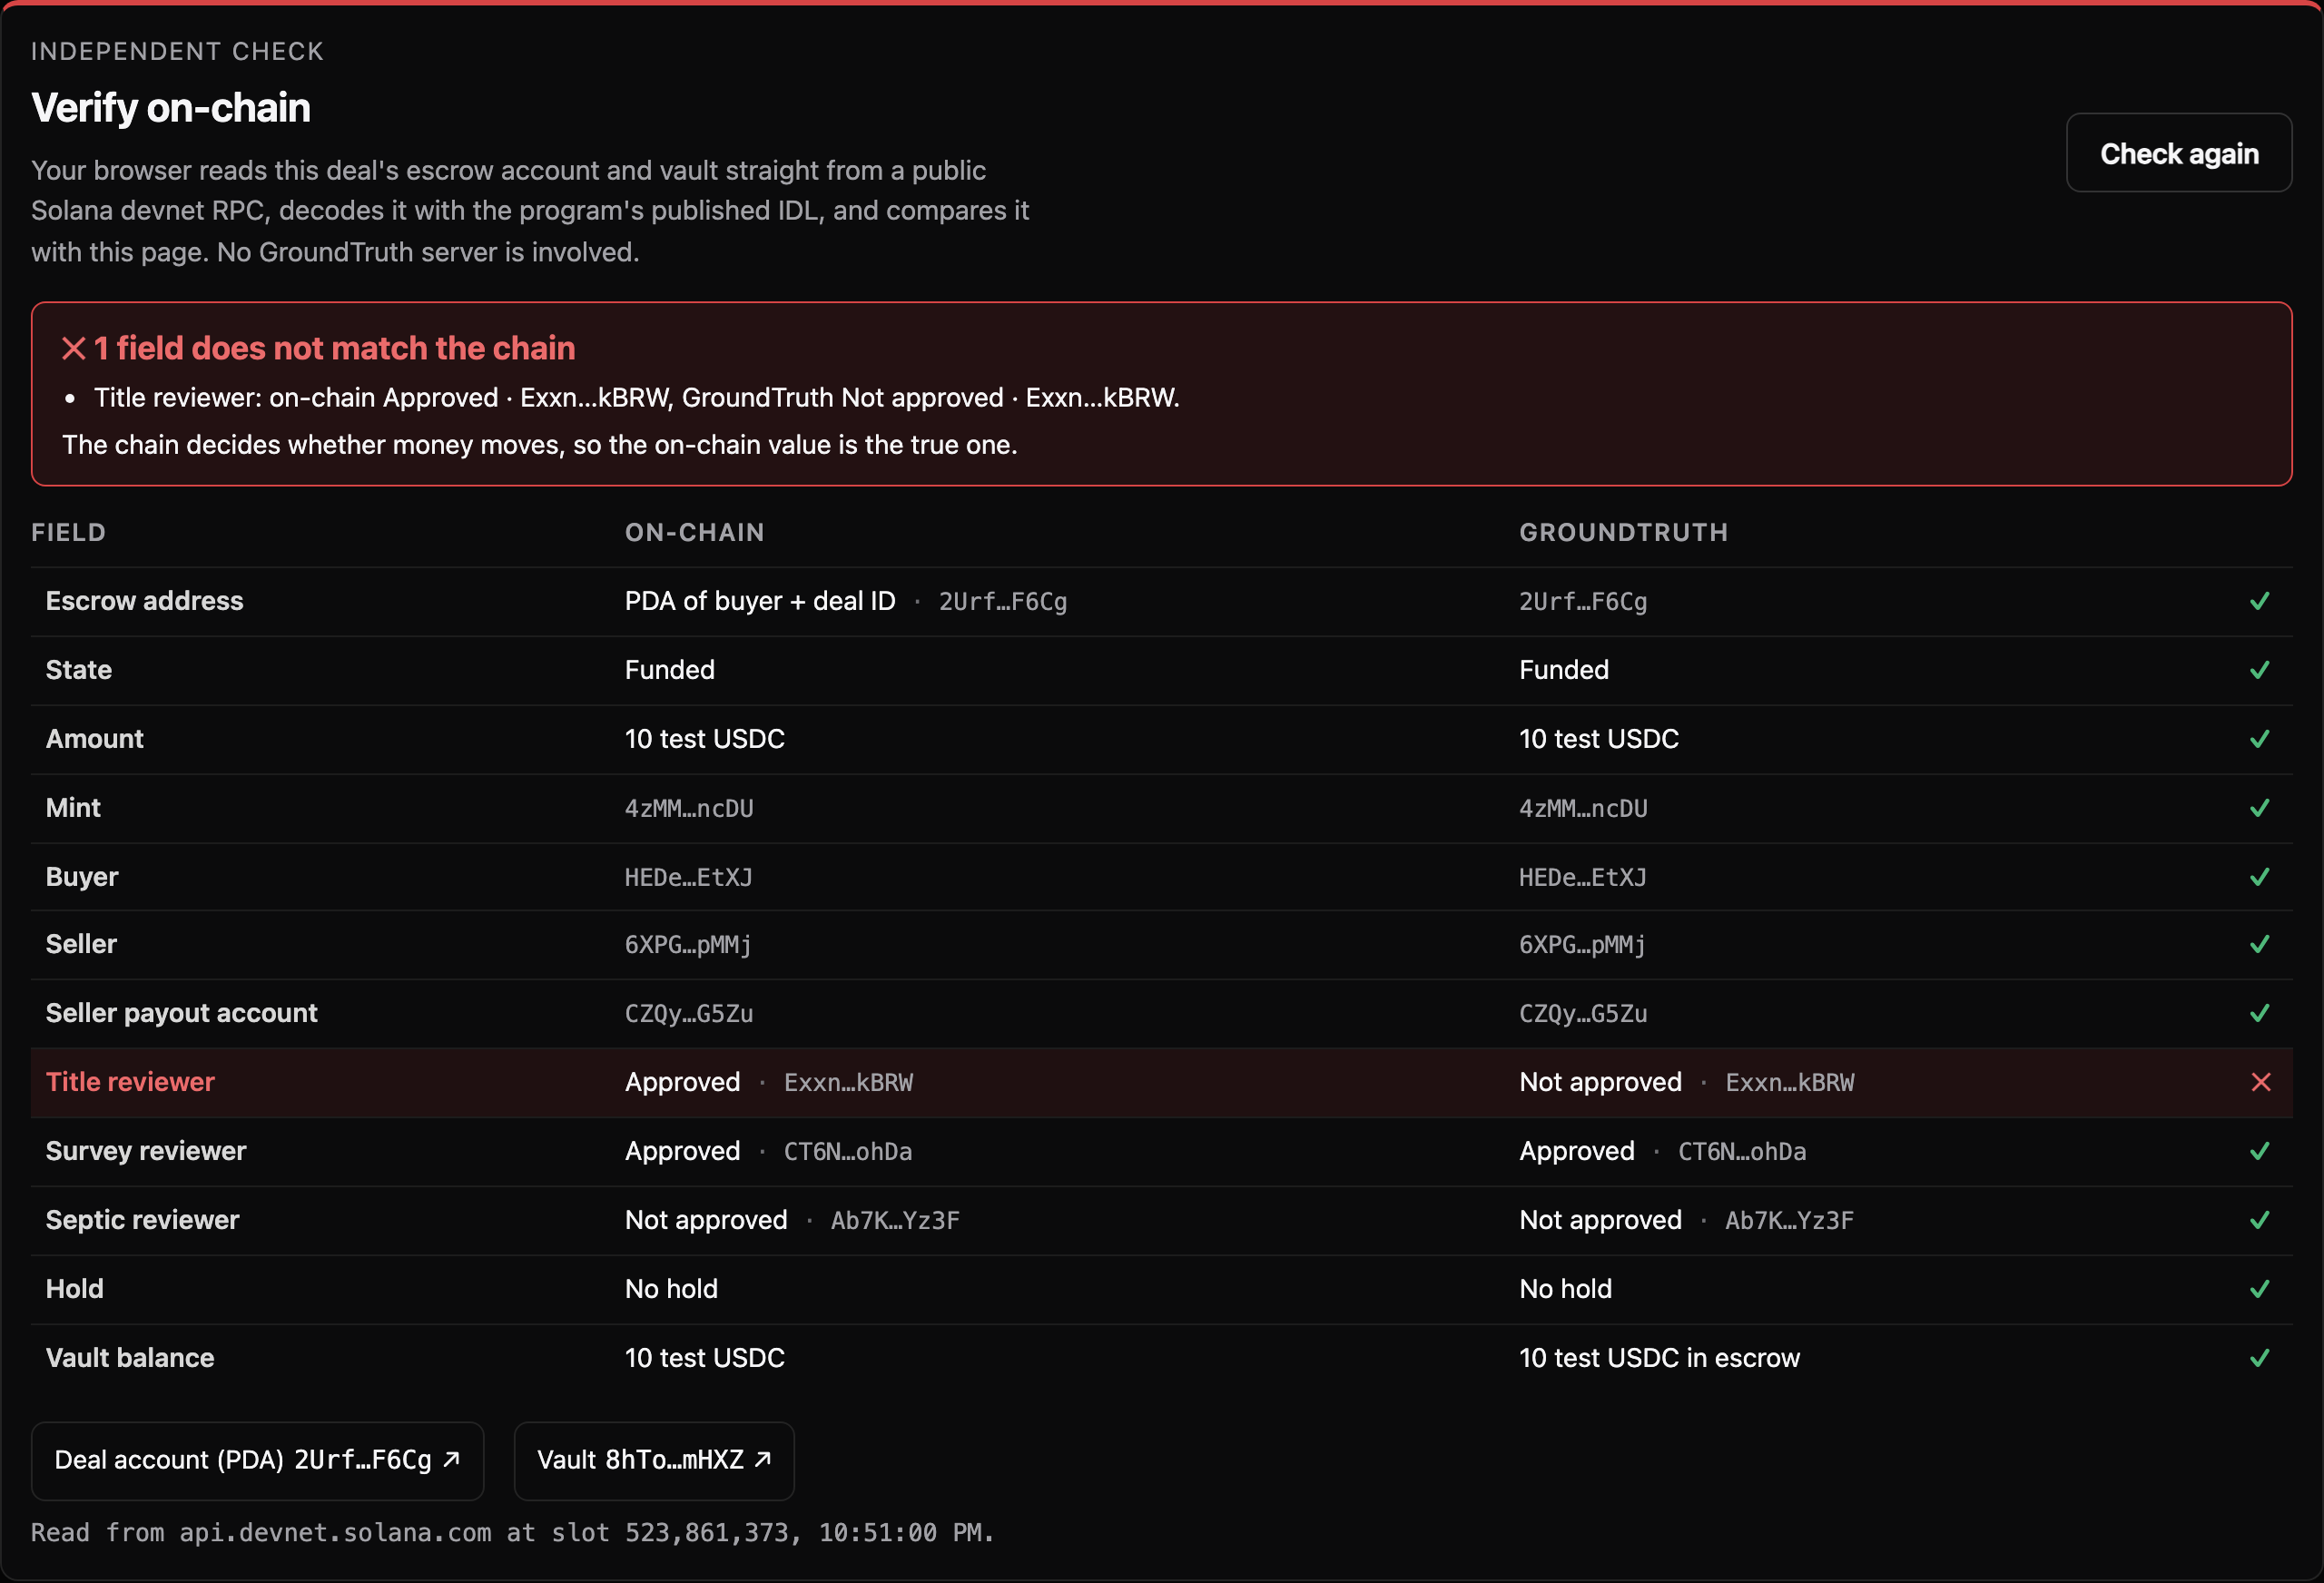 INDEPENDENT CHECK
Verify on-chain
Check again
Your browser reads this deal's escrow account and vault straight from a public
Solana devnet RPC, decodes it with the program's published IDL, and compares it
with this page. No GroundTruth server is involved.
✕ 1 field does not match the chain
• Title reviewer: on-chain Approved · Exxn…kBRW, GroundTruth Not approved · Exxn…kBRW.
The chain decides whether money moves, so the on-chain value is the true one.
FIELD ON-CHAIN GROUNDTRUTH
Escrow address PDA of buyer + deal ID · 2Urf…F6Cg 2Urf…F6Cg ✓
State Funded Funded ✓
Amount 10 test USDC 10 test USDC ✓
Mint 4zMM…ncDU 4zMM…ncDU ✓
Buyer HEDe…EtXJ HEDe…EtXJ ✓
Seller 6XPG…pMMj 6XPG…pMMj ✓
Seller payout account CZQy…G5Zu CZQy…G5Zu ✓
Title reviewer Approved · Exxn…kBRW Not approved · Exxn…kBRW ✕
Survey reviewer Approved · CT6N…ohDa Approved · CT6N…ohDa ✓
Septic reviewer Not approved · Ab7K…Yz3F Not approved · Ab7K…Yz3F ✓
Hold No hold No hold ✓
Vault balance 10 test USDC 10 test USDC in escrow ✓
Deal account (PDA) 2Urf…F6Cg ↗ Vault 8hTo…mHXZ ↗
Read from api.devnet.solana.com at slot 523,861,373, 10:51:00 PM.